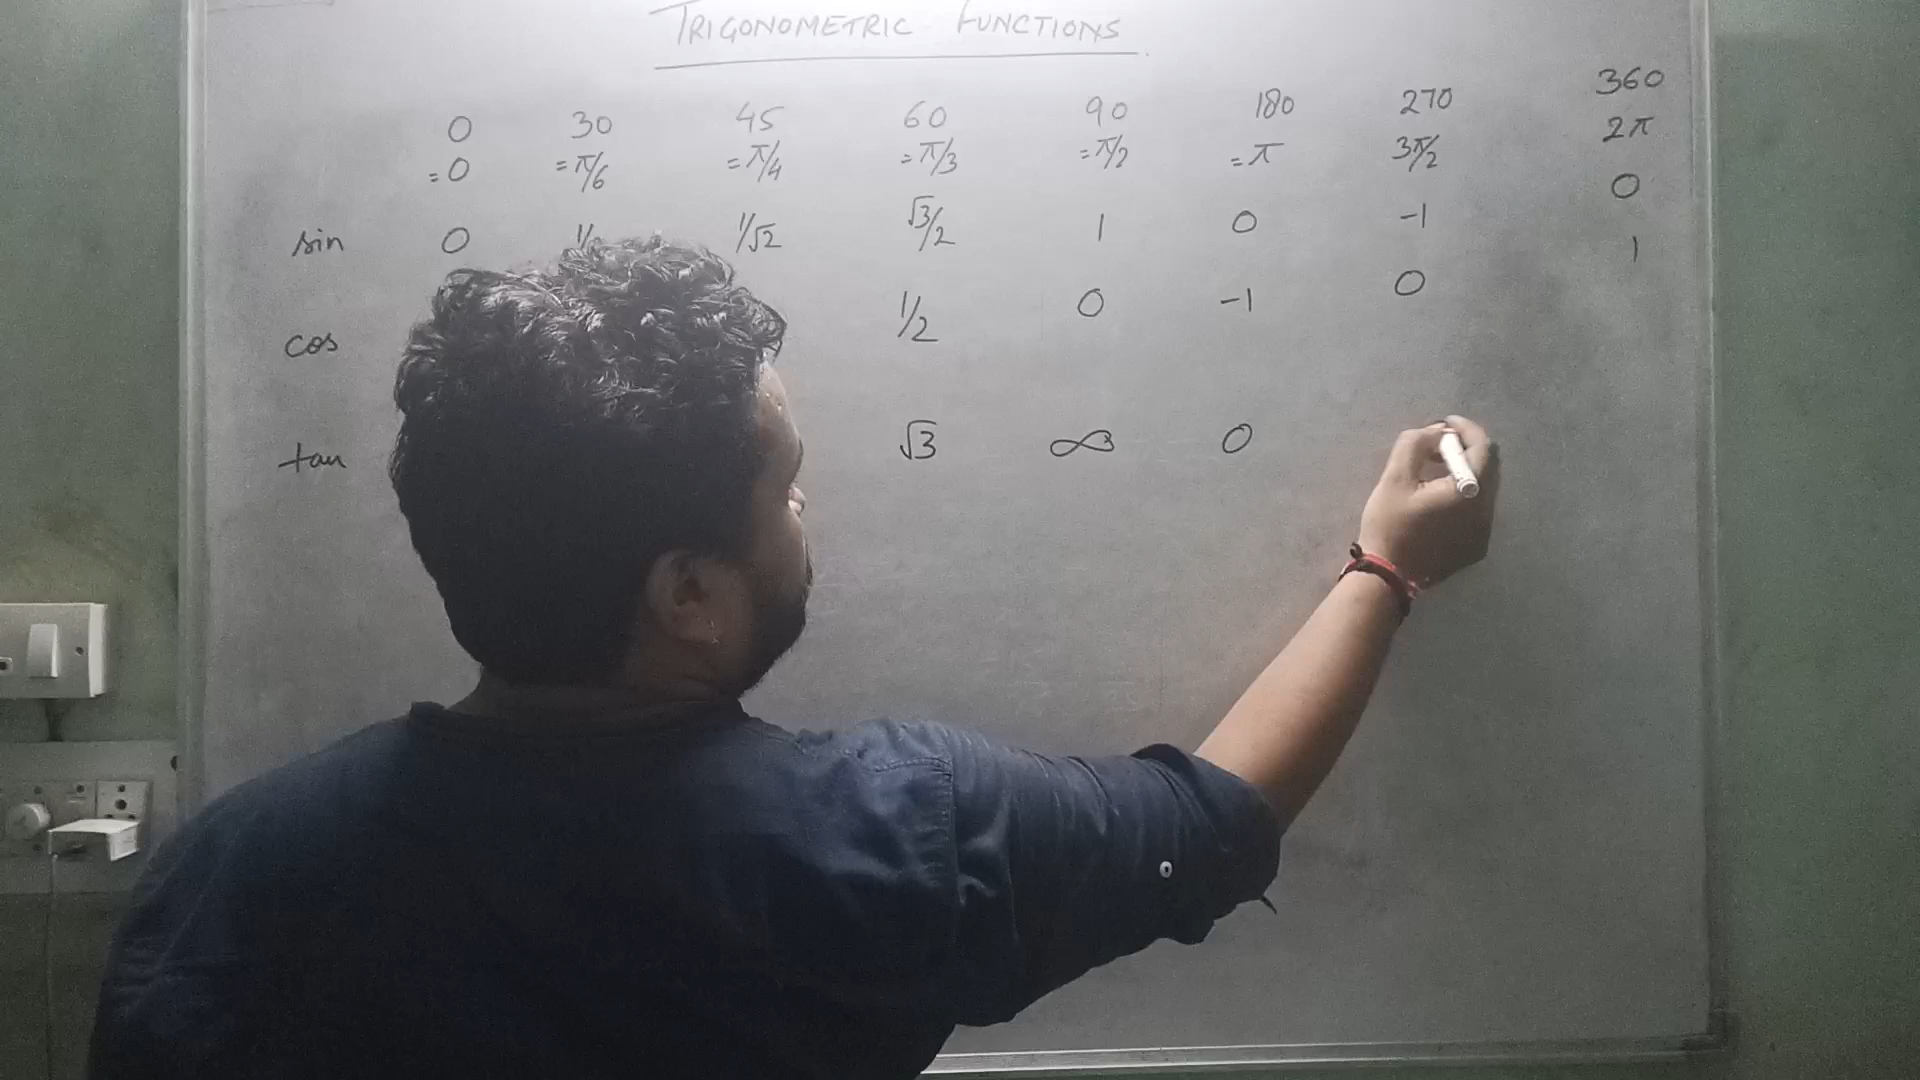 TRIGONOMETRIC FUNCTIONS
0 30 45 60 90 180 270 360
=0 =π/6 =π/4 =π/3 =π/2 =π 3π/2 2π
sin 0 1/ 1/√2 √3/2 1 0 -1 0
cos 1/2 0 -1 0 1
tan √3 ∞ 0